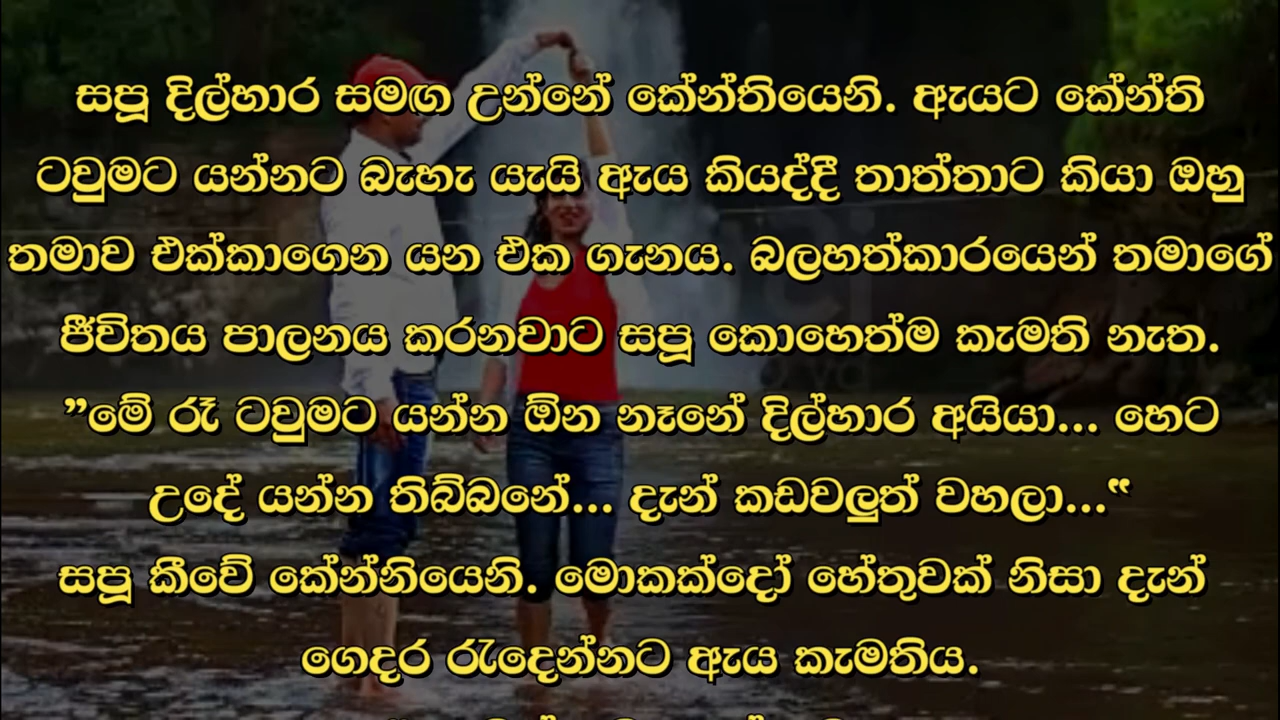 සපූ දිල්හාර සමඟ උන්නේ කේන්තියෙනි. ඇයට කේන්ති
ටවුමට යන්නට බැහැ යැයි ඇය කියද්දී තාත්තාට කියා ඔහු
තමාව එක්කාගෙන යන එක ගැනය. බලහත්කාරයෙන් තමාගේ
ජීවිතය පාලනය කරනවාට සපූ කොහෙත්ම කැමති නැත.
”මේ රෑ ටවුමට යන්න ඕන නෑනේ දිල්හාර අයියා... හෙට
උදේ යන්න තිබ්බනේ... දැන් කඩවලුත් වහලා...“
සපූ කීවේ කේන්නියෙනි. මොකක්දෝ හේතුවක් නිසා දැන්
ගෙදර රැදෙන්නට ඇය කැමතිය.